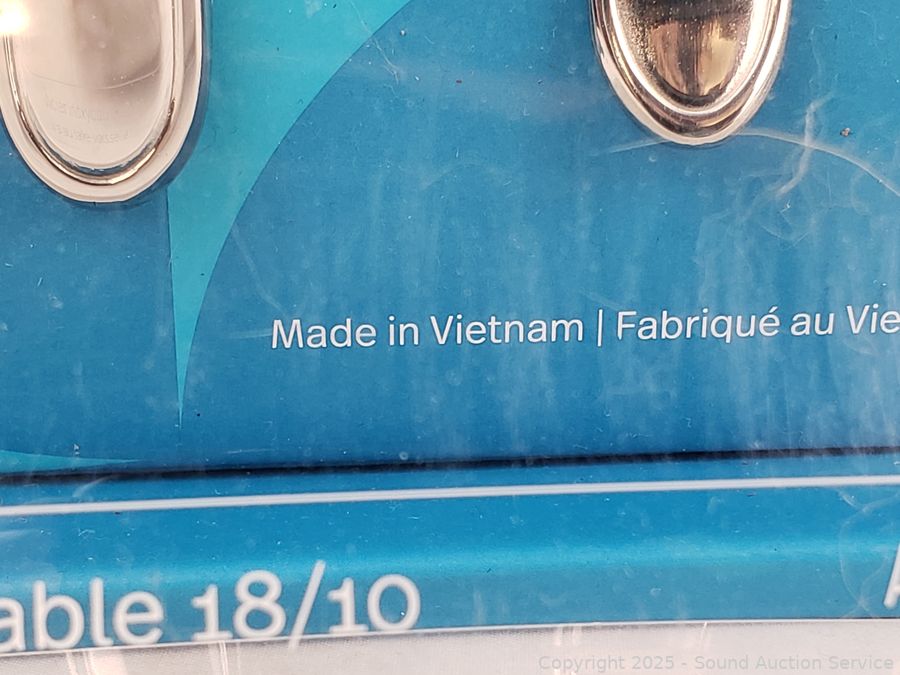 Made in Vietnam | Fabriqué au Vie
able 18/10
Copyright 2025 - Sound Auction Service